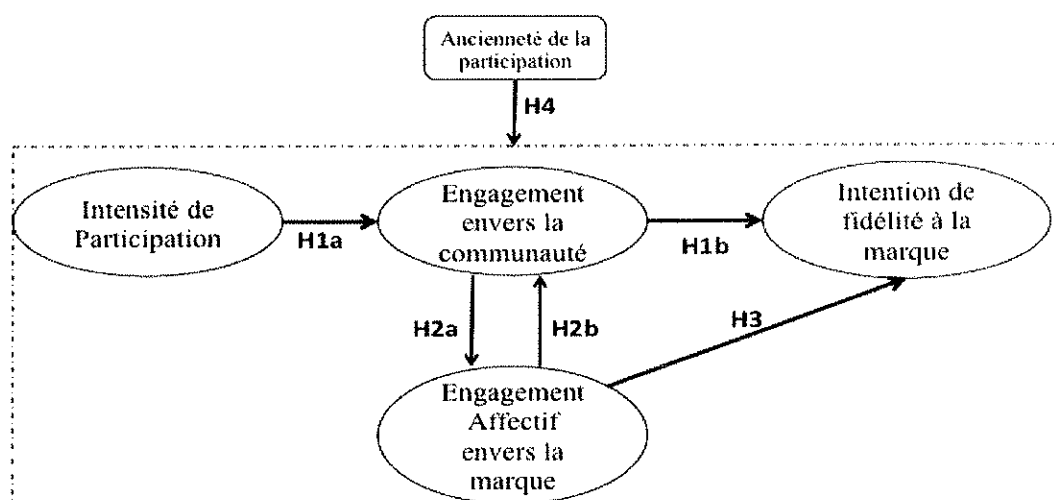 Ancienneté de la
participation
H4
Intensité de
Participation
H1a
Engagement
envers la
communauté
H1b
Intention de
fidélité à la
marque
H2a
H2b
H3
Engagement
Affectif
envers la
marque